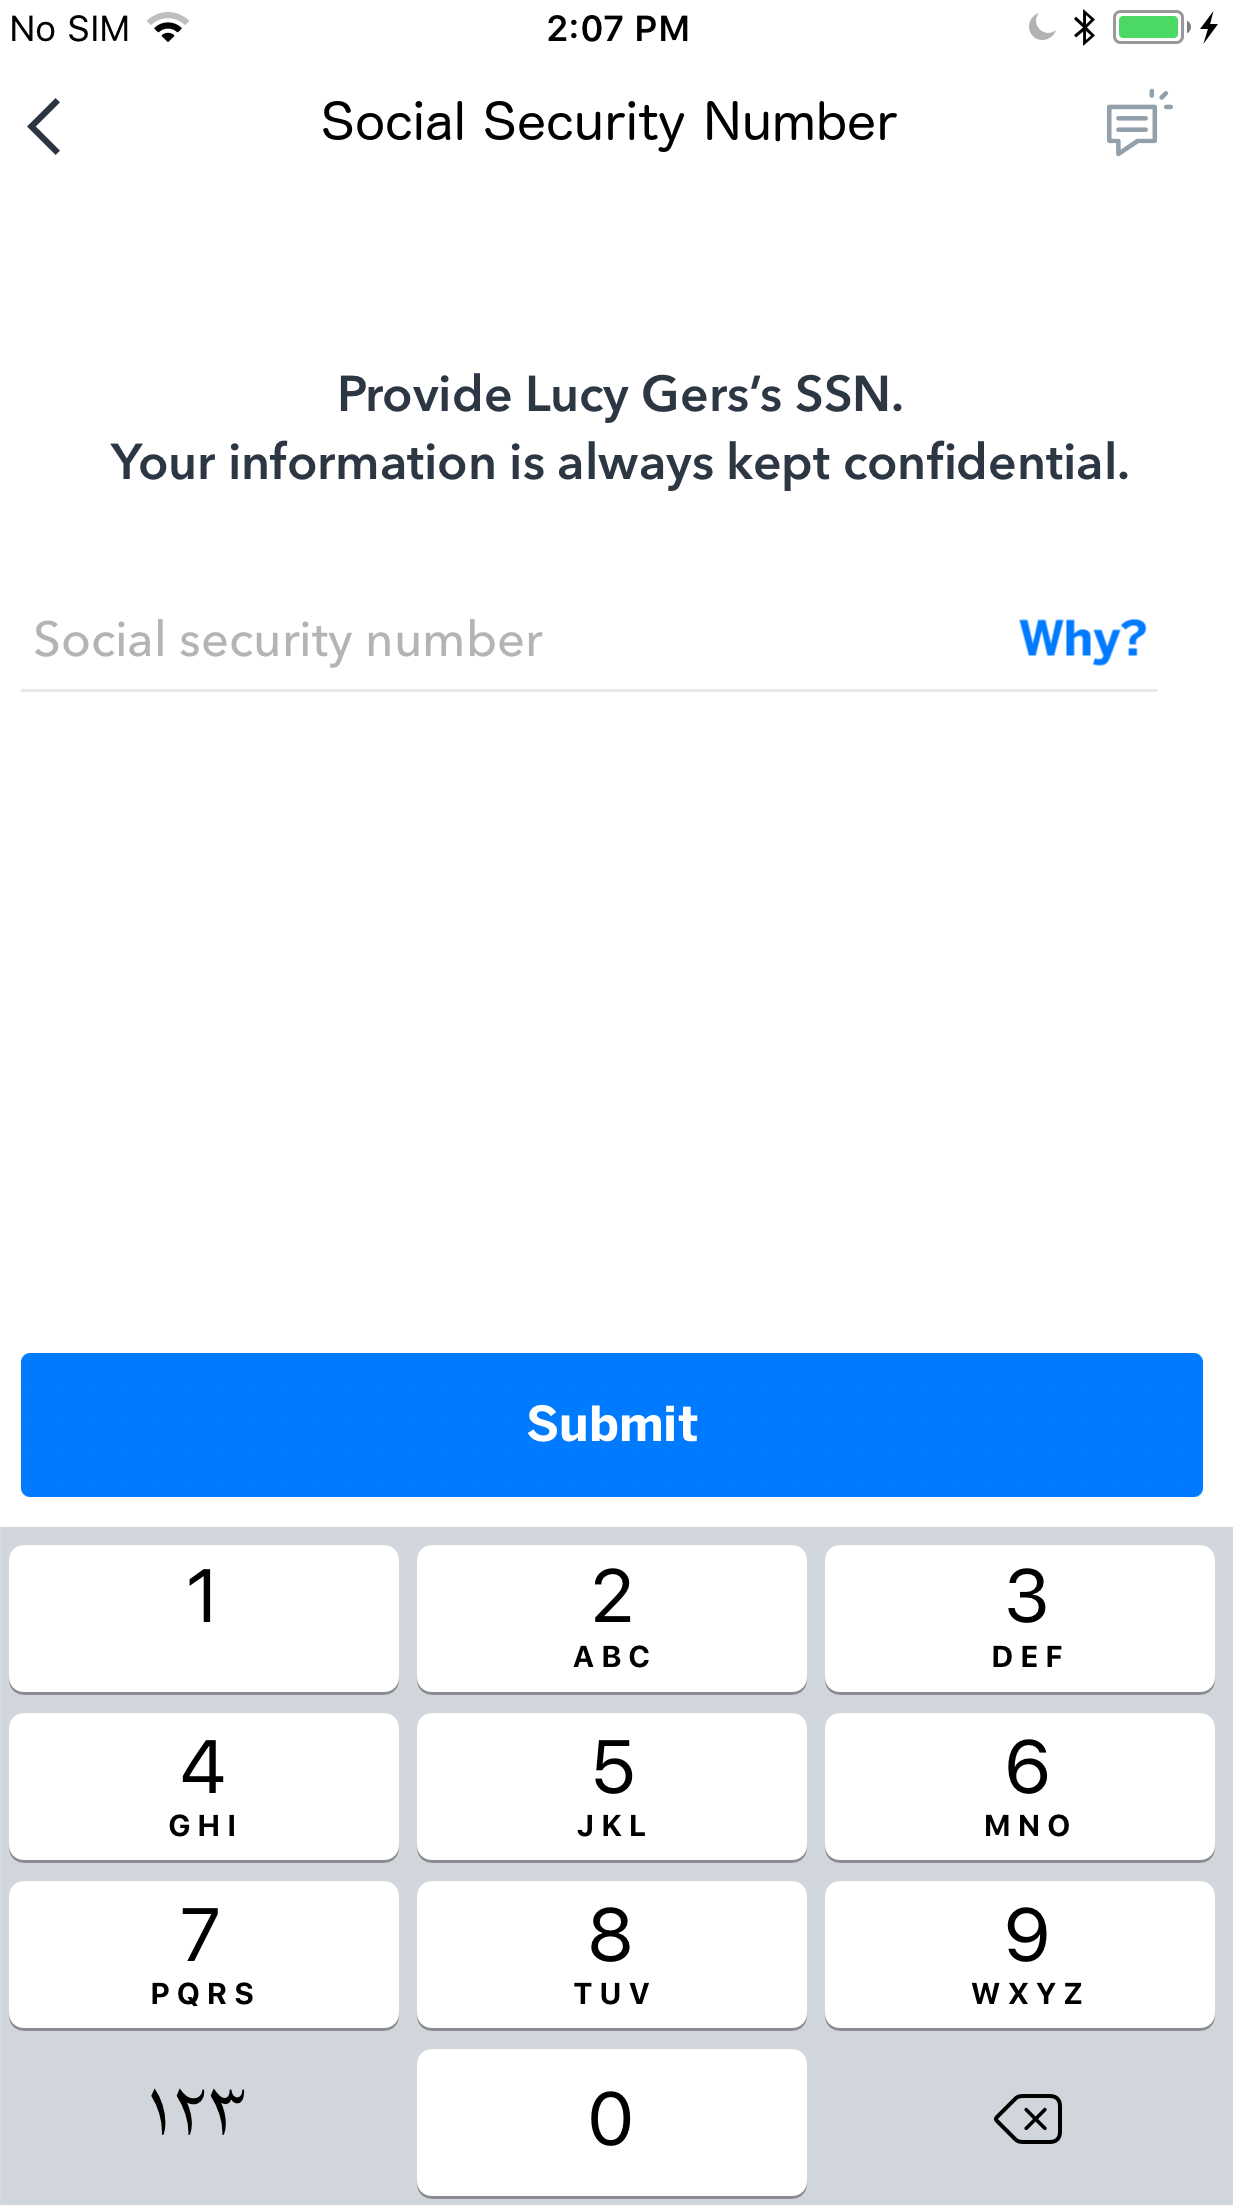 No SIM 2:07 PM
Social Security Number
Provide Lucy Gers’s SSN.
Your information is always kept confidential.
Social security number Why?
Submit
1 2 3
ABC DEF
4 5 6
GHI JKL MNO
7 8 9
PQRS TUV WXYZ
١٢٣ 0